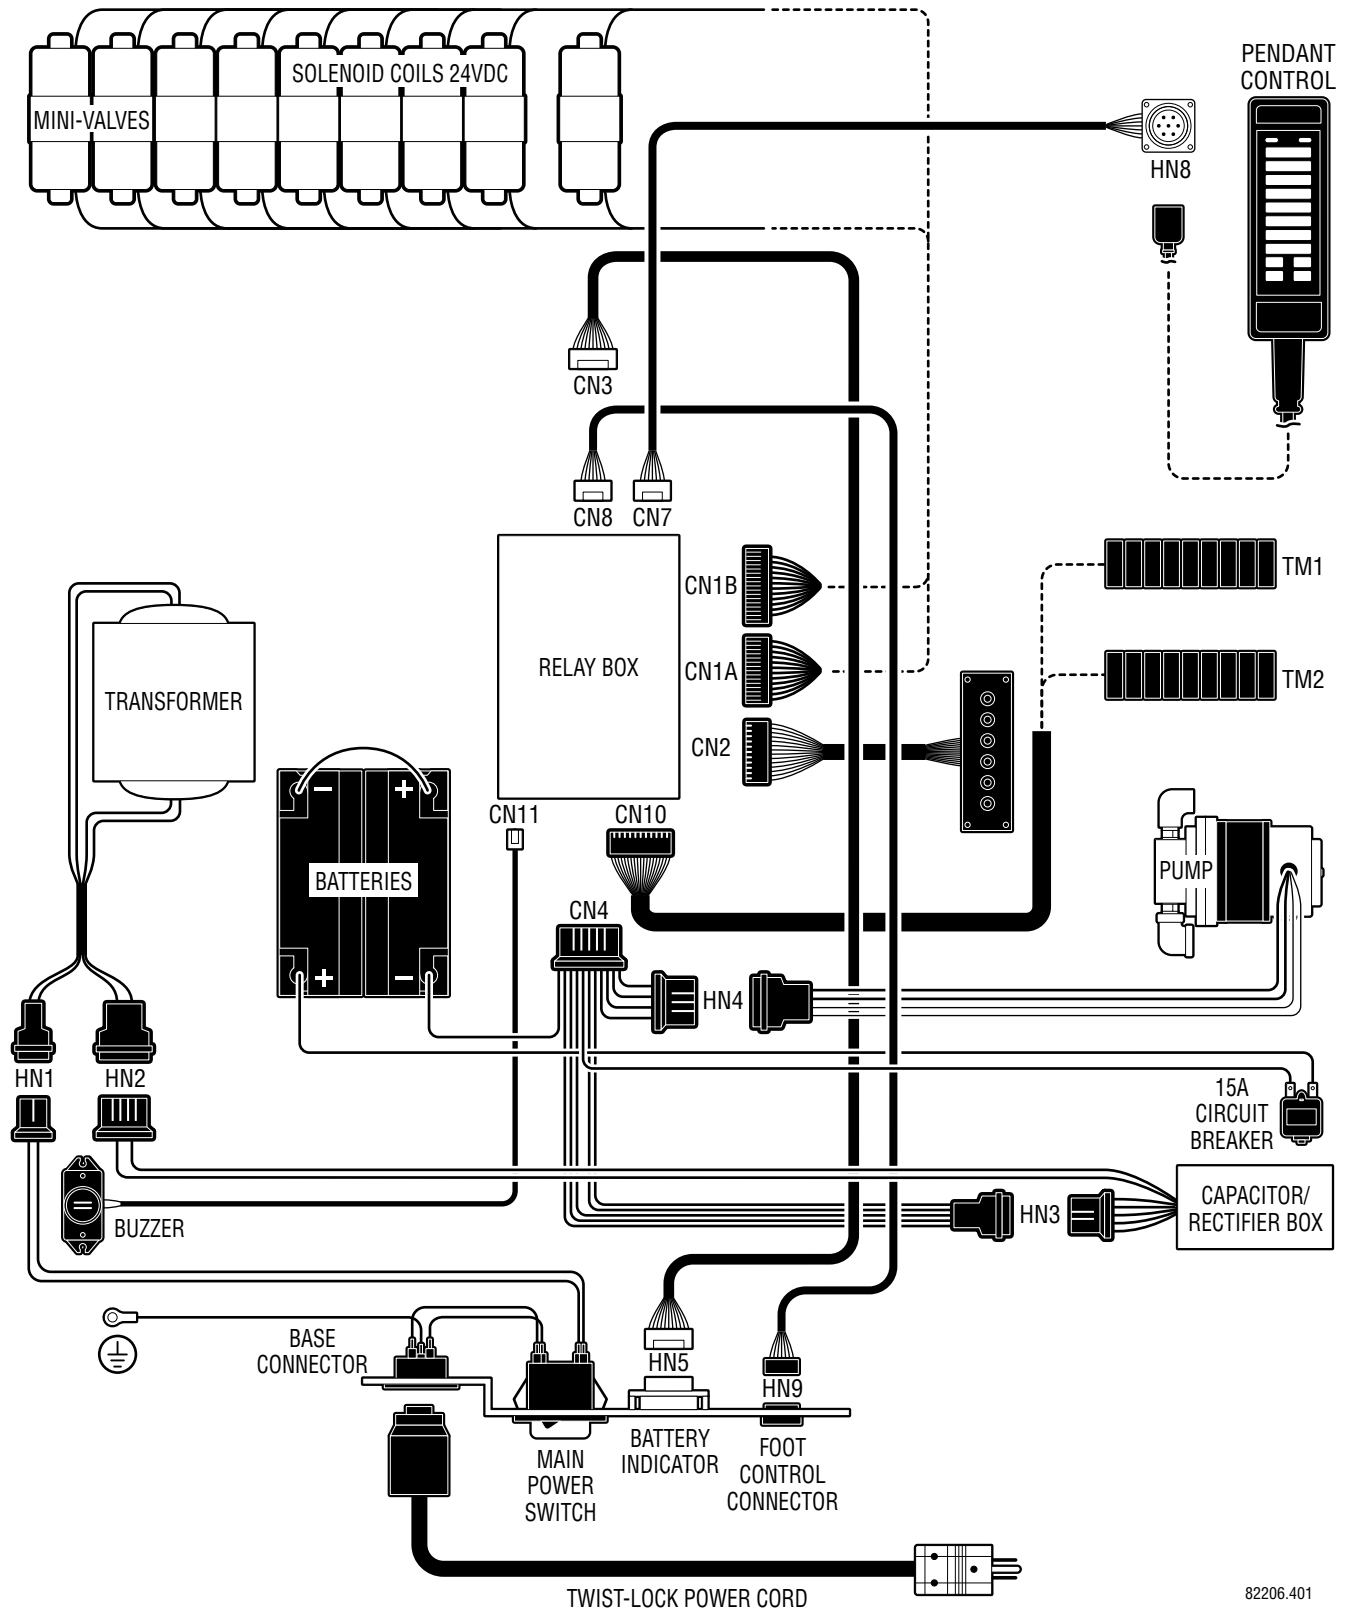 PENDANT
CONTROL
SOLENOID COILS 24VDC
MINI-VALVES
HN8
CN3
CN8
CN7
CN1B
TM1
RELAY BOX
CN1A
TM2
TRANSFORMER
CN2
CN11
CN10
- +
BATTERIES
PUMP
CN4
+ -
HN4
HN1
HN2
15A
CIRCUIT
BREAKER
BUZZER
HN3
CAPACITOR/
RECTIFIER BOX
BASE
CONNECTOR
HN5
HN9
MAIN
POWER
SWITCH
BATTERY
INDICATOR
FOOT
CONTROL
CONNECTOR
TWIST-LOCK POWER CORD
82206.401